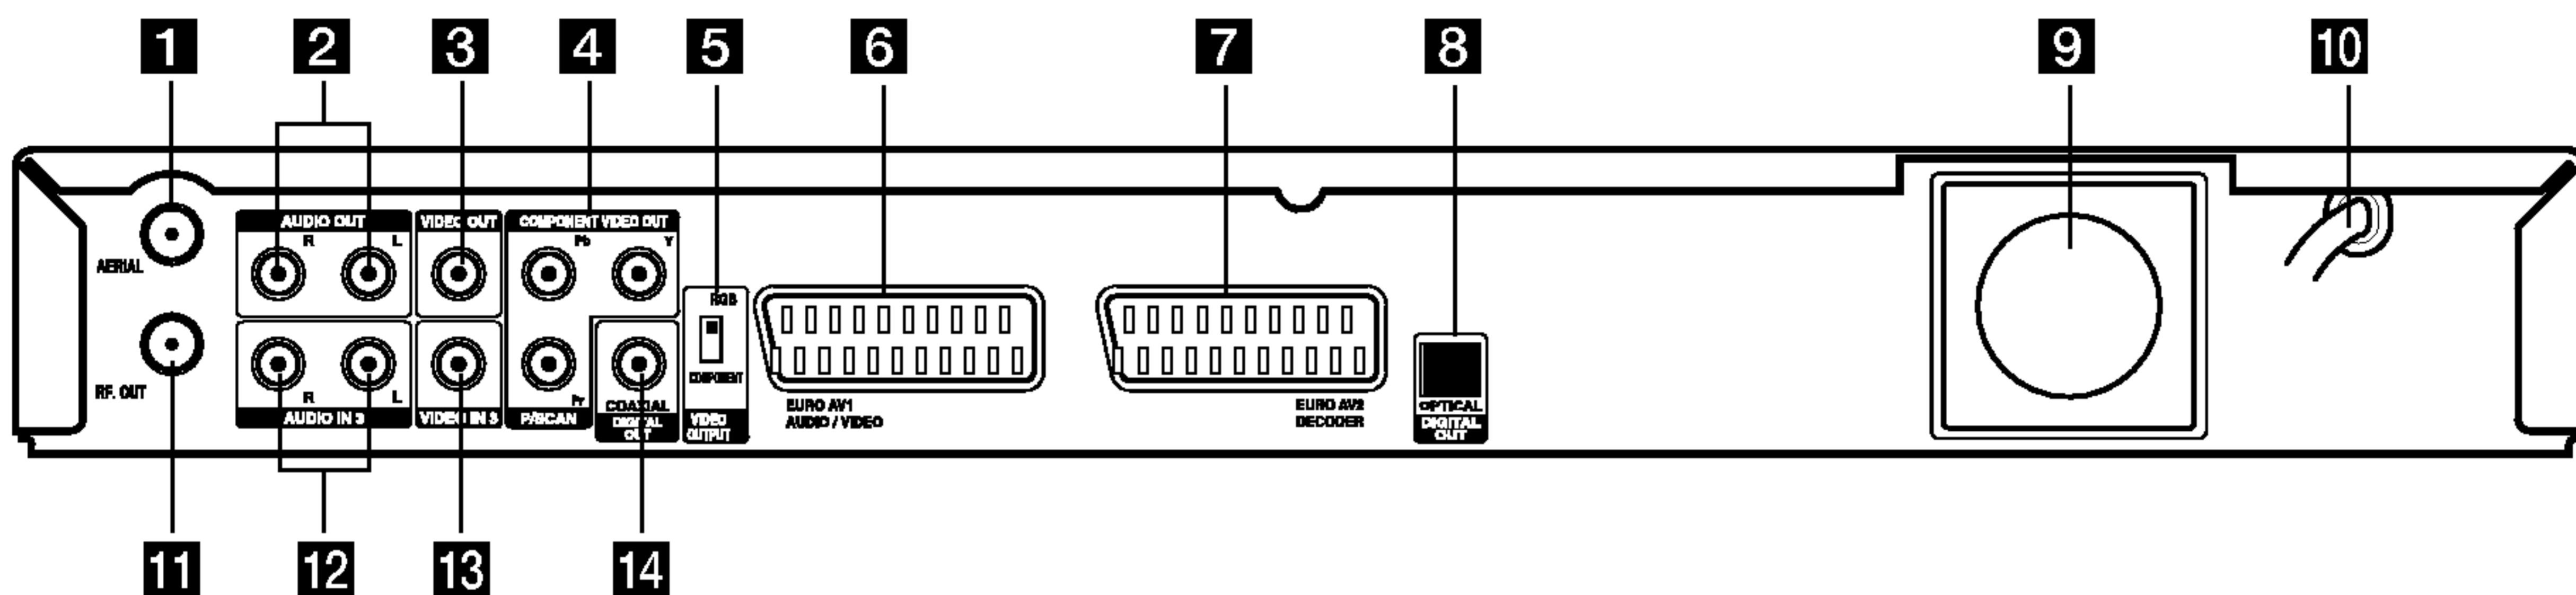 1 2 3 4 5 6 7 8 9 10
AUDIO OUT
R L
VIDEO OUT
COMPONENT VIDEO OUT
Pb Y
AERIAL
RF. OUT
R L
AUDIO IN 3
VIDEO IN 3
Pr
P/SCAN
COAXIAL
DIGITAL
OUT
RGB
COMPONENT
VIDEO
OUTPUT
EURO AV1
AUDIO / VIDEO
EURO AV2
DECODER
OPTICAL
DIGITAL
OUT
11 12 13 14